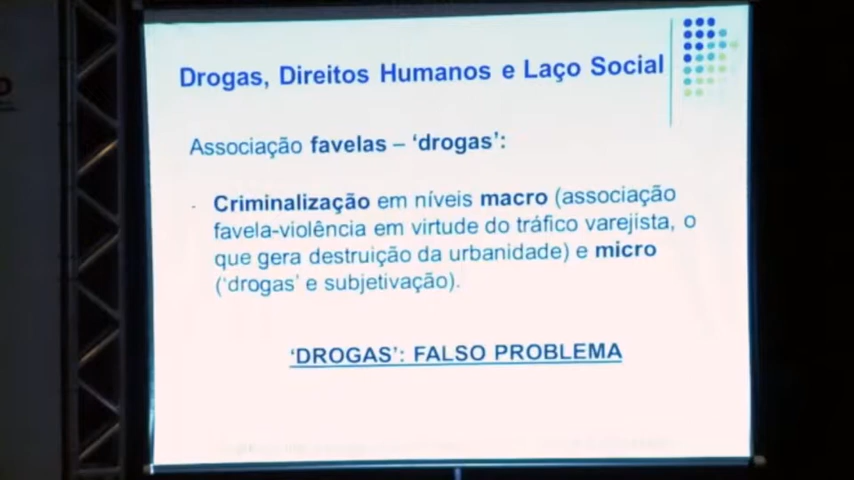 Drogas, Direitos Humanos e Laço Social
Associação favelas – ‘drogas’:
Criminalização em níveis macro (associação
favela-violência em virtude do tráfico varejista, o
que gera destruição da urbanidade) e micro
(‘drogas’ e subjetivação).
‘DROGAS’: FALSO PROBLEMA